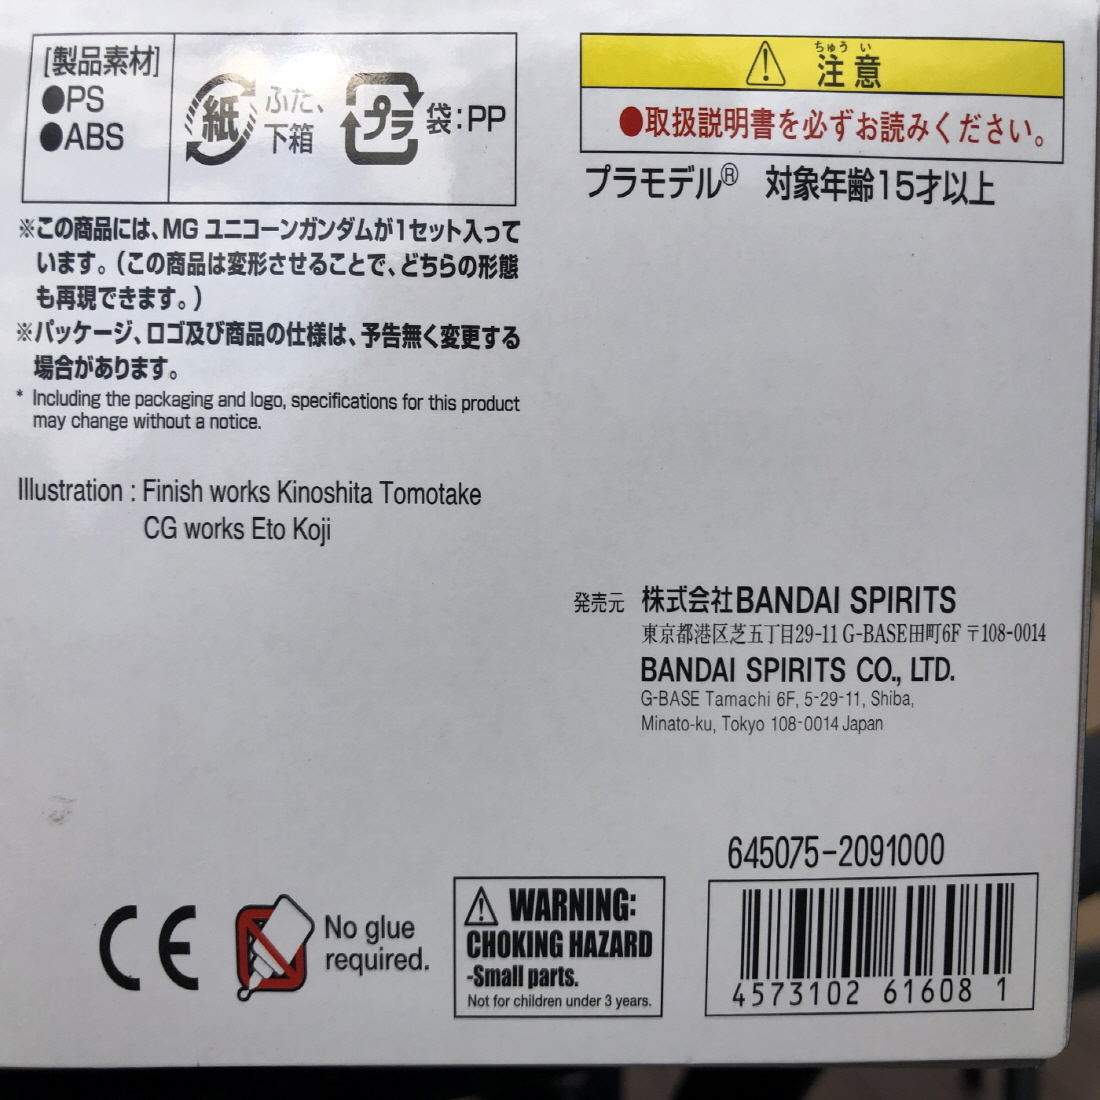 [製品素材]
●PS
●ABS
紙
ふた、
下箱
プラ
袋:PP
※この商品には、MG ユニコーンガンダムが1セット入って
います。(この商品は変形させることで、どちらの形態
も再現できます。)
※パッケージ、ロゴ及び商品の仕様は、予告無く変更する
場合があります。
* Including the packaging and logo, specifications for this product
may change without a notice.
Illustration : Finish works Kinoshita Tomotake
CG works Eto Koji
ちゅう い
注意
●取扱説明書を必ずお読みください。
プラモデル® 対象年齢15才以上
発売元 株式会社BANDAI SPIRITS
東京都港区芝五丁目29-11 G-BASE田町6F 〒108-0014
BANDAI SPIRITS CO., LTD.
G-BASE Tamachi 6F, 5-29-11, Shiba,
Minato-ku, Tokyo 108-0014 Japan
CE
No glue
required.
WARNING:
CHOKING HAZARD
-Small parts.
Not for children under 3 years.
645075-2091000
4573102 61608 1